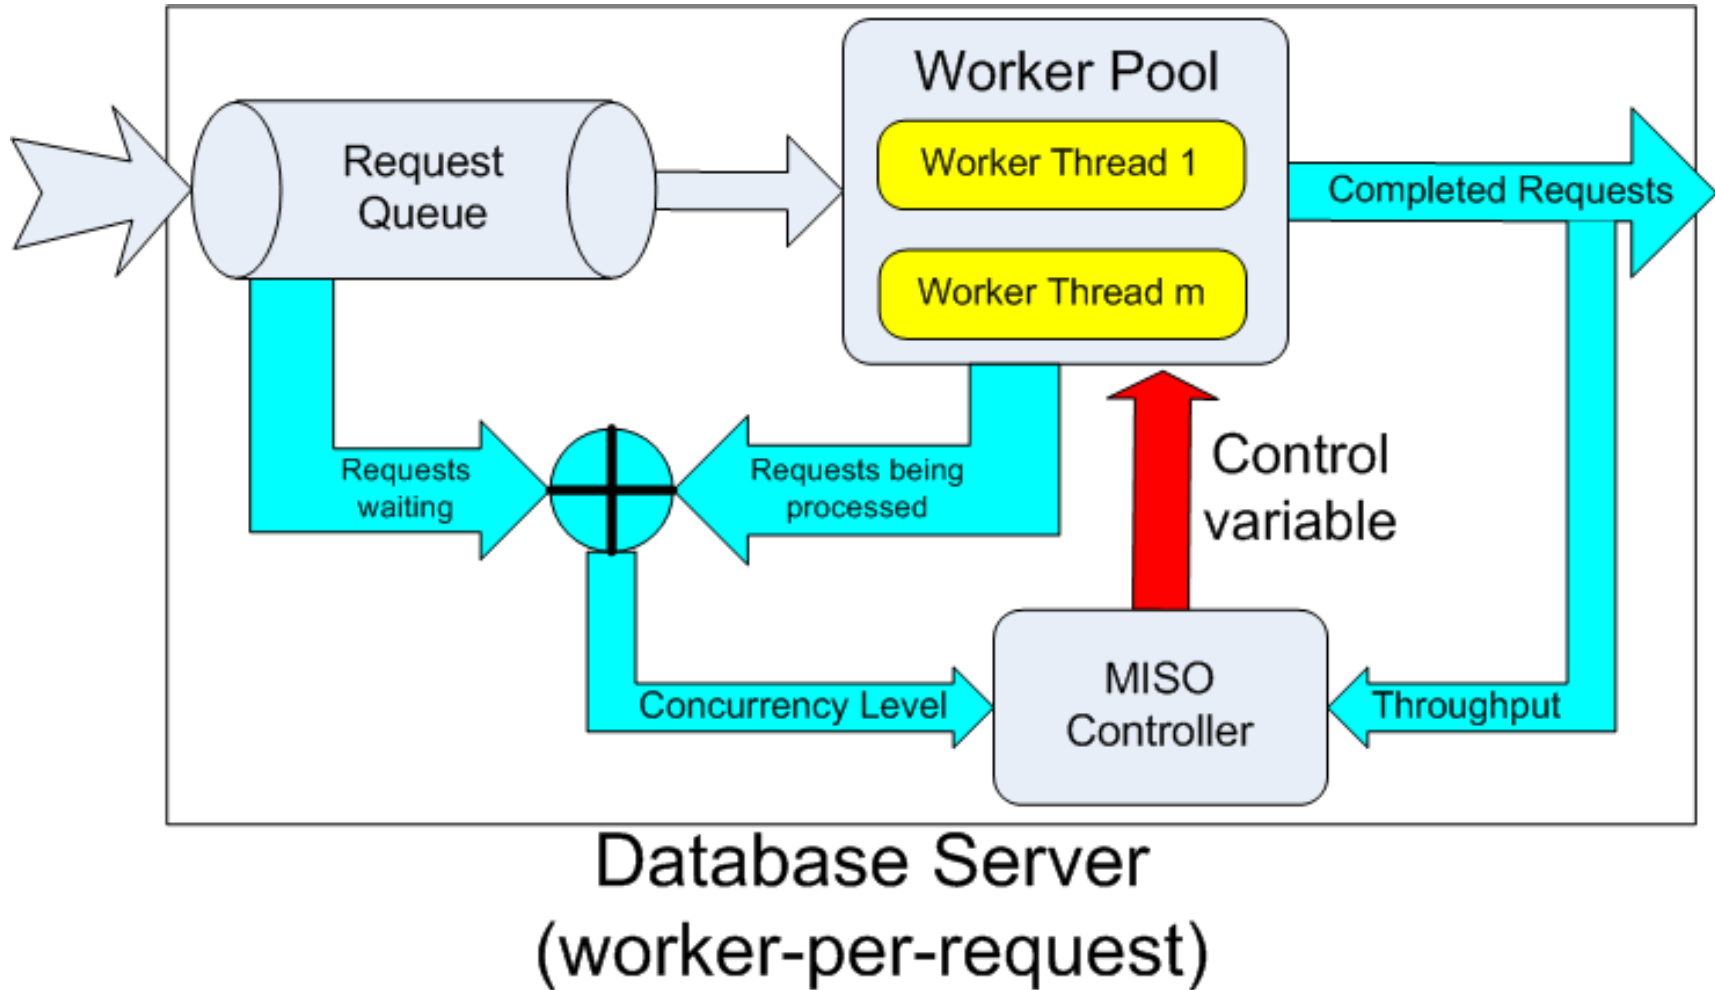 Worker Pool
Request
Queue
Worker Thread 1
Completed Requests
Worker Thread m
Requests
waiting
Requests being
processed
Control
variable
MISO
Controller
Concurrency Level
Throughput
Database Server
(worker-per-request)